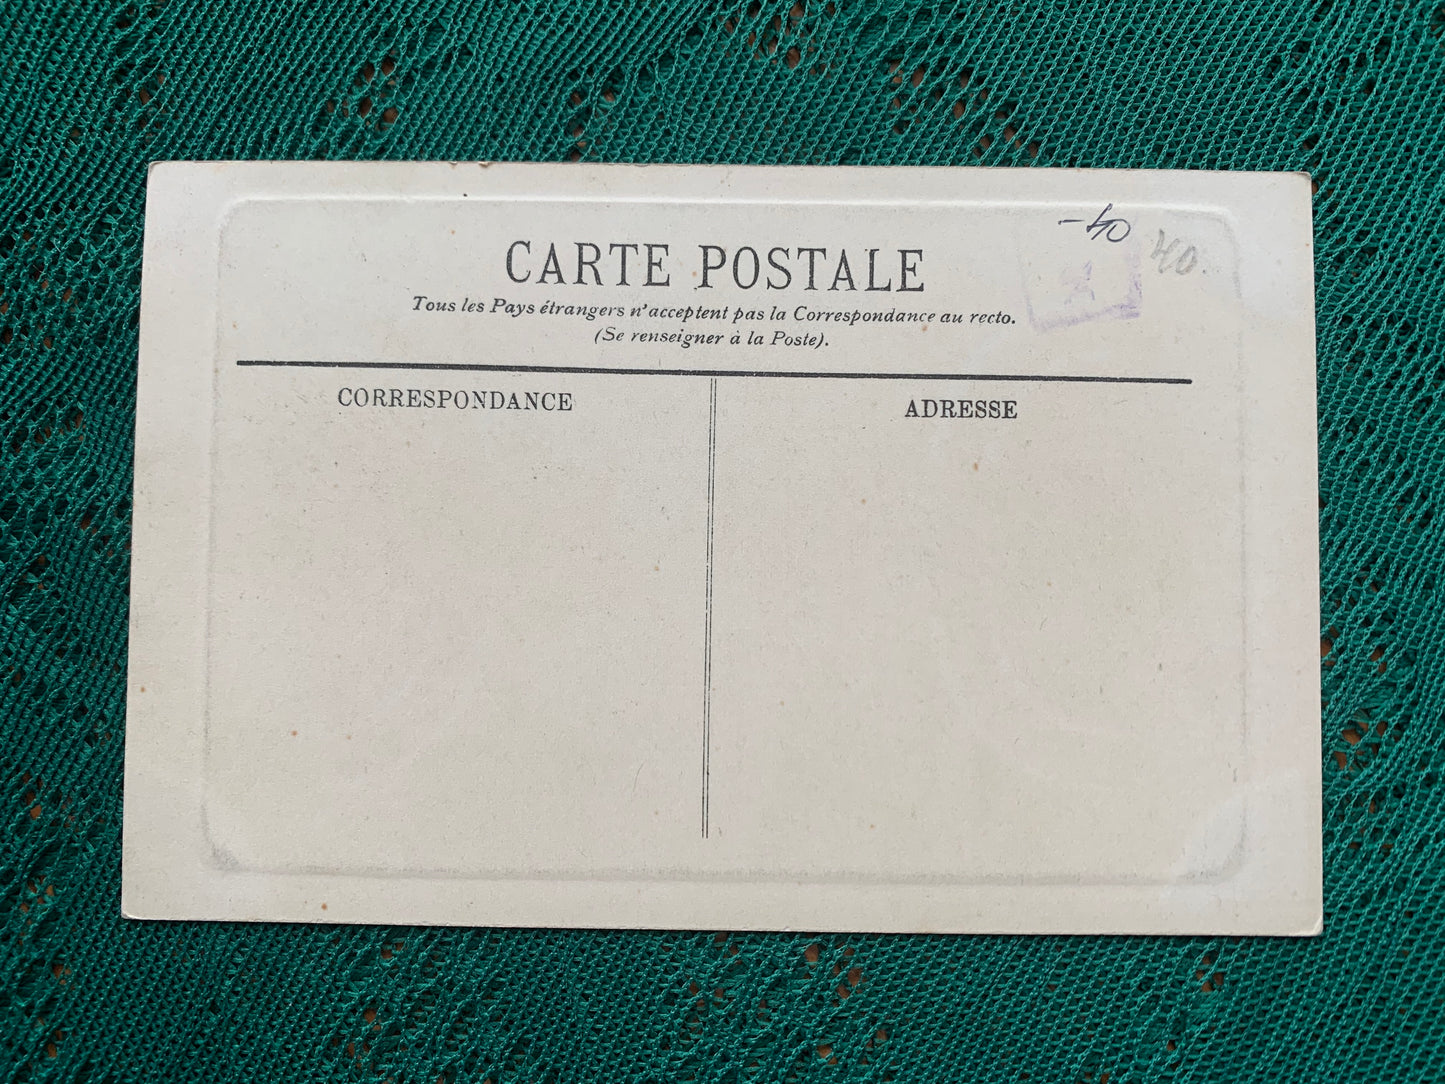 CARTE POSTALE
-40
40
Tous les Pays étrangers n'acceptent pas la Correspondance au recto.
(Se renseigner à la Poste).
CORRESPONDANCE
ADRESSE